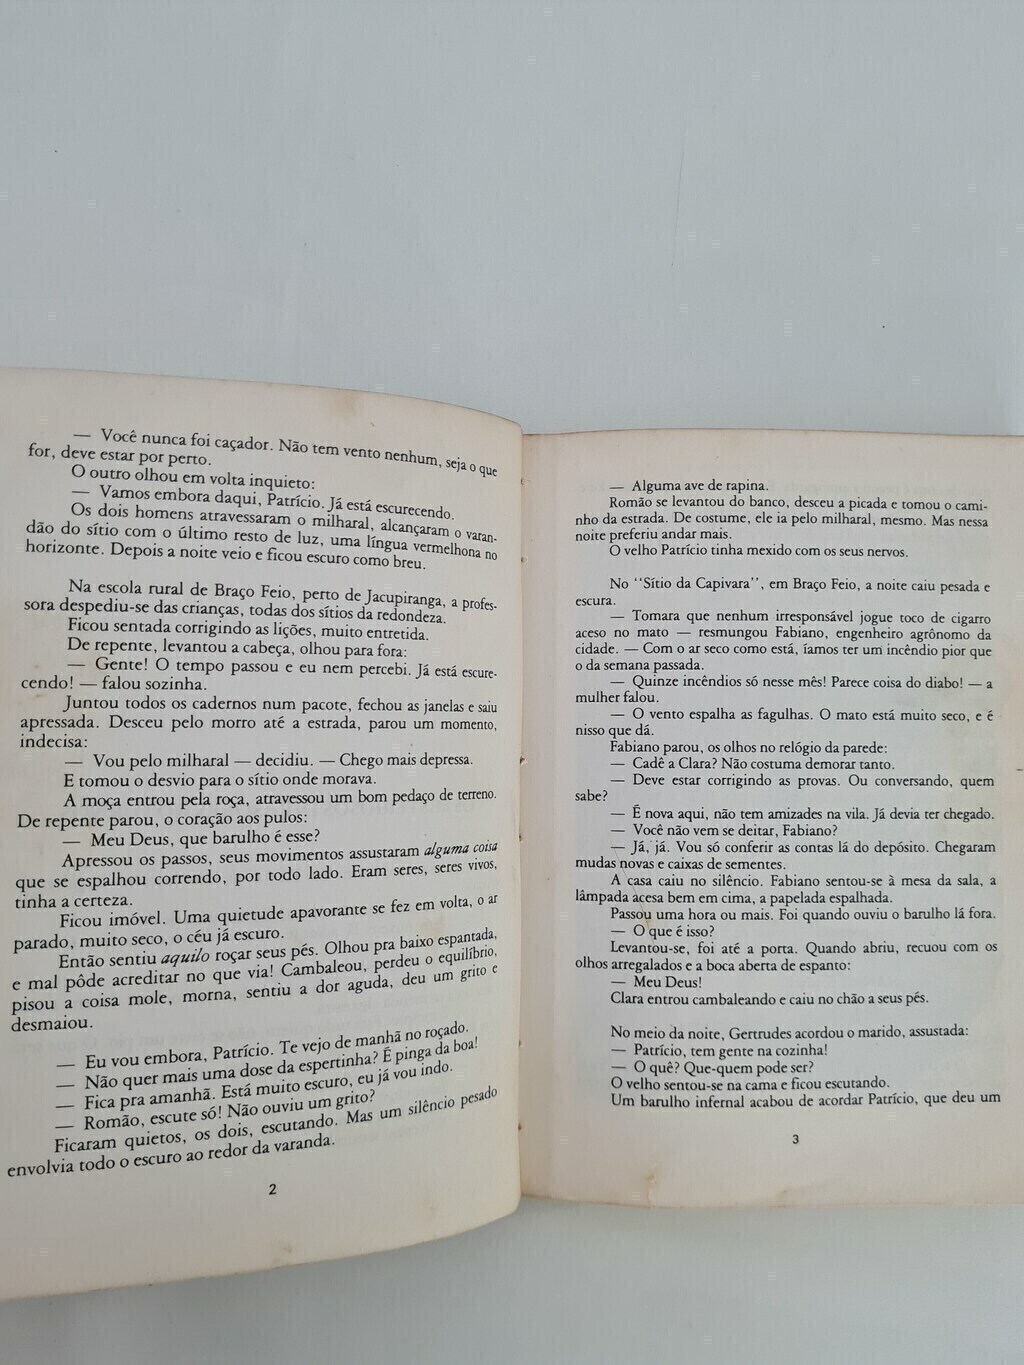 — Você nunca foi caçador. Não tem vento nenhum, seja o que
for, deve estar por perto.
O outro olhou em volta inquieto:
— Vamos embora daqui, Patrício. Já está escurecendo.
Os dois homens atravessaram o milharal, alcançaram o varan-
dão do sítio com o último resto de luz, uma língua vermelhona no
horizonte. Depois a noite veio e ficou escuro como breu.
Na escola rural de Braço Feio, perto de Jacupiranga, a profes-
sora despediu-se das crianças, todas dos sítios da redondeza.
Ficou sentada corrigindo as lições, muito entretida.
De repente, levantou a cabeça, olhou para fora:
— Gente! O tempo passou e eu nem percebi. Já está escure-
cendo! — falou sozinha.
Juntou todos os cadernos num pacote, fechou as janelas e saiu
apressada. Desceu pelo morro até a estrada, parou um momento,
indecisa:
— Vou pelo milharal — decidiu. — Chego mais depressa.
E tomou o desvio para o sítio onde morava.
A moça entrou pela roça, atravessou um bom pedaço de terreno.
De repente parou, o coração aos pulos:
— Meu Deus, que barulho é esse?
Apressou os passos, seus movimentos assustaram alguma coisa
que se espalhou correndo, por todo lado. Eram seres, seres vivos,
tinha a certeza.
Ficou imóvel. Uma quietude apavorante se fez em volta, o ar
parado, muito seco, o céu já escuro.
Então sentiu aquilo roçar seus pés. Olhou pra baixo espantada,
e mal pôde acreditar no que via! Cambaleou, perdeu o equilíbrio,
pisou a coisa mole, morna, sentiu a dor aguda, deu um grito e
desmaiou.
— Eu vou embora, Patrício. Te vejo de manhã no roçado.
— Não quer mais uma dose da espertinha? É pinga da boa!
— Fica pra amanhã. Está muito escuro, eu já vou indo.
— Romão, escute só! Não ouviu um grito?
Ficaram quietos, os dois, escutando. Mas um silêncio pesado
envolvia todo o escuro ao redor da varanda.
2
— Alguma ave de rapina.
Romão se levantou do banco, desceu a picada e tomou o cami-
nho da estrada. De costume, ele ia pelo milharal, mesmo. Mas nessa
noite preferiu andar mais.
O velho Patrício tinha mexido com os seus nervos.
No "Sítio da Capivara", em Braço Feio, a noite caiu pesada e
escura.
— Tomara que nenhum irresponsável jogue toco de cigarro
aceso no mato — resmungou Fabiano, engenheiro agrônomo da
cidade. — Com o ar seco como está, íamos ter um incêndio pior que
o da semana passada.
— Quinze incêndios só nesse mês! Parece coisa do diabo! — a
mulher falou.
— O vento espalha as fagulhas. O mato está muito seco, e é
nisso que dá.
Fabiano parou, os olhos no relógio da parede:
— Cadê a Clara? Não costuma demorar tanto.
— Deve estar corrigindo as provas. Ou conversando, quem
sabe?
— É nova aqui, não tem amizades na vila. Já devia ter chegado.
— Você não vem se deitar, Fabiano?
— Já, já. Vou só conferir as contas lá do depósito. Chegaram
mudas novas e caixas de sementes.
A casa caiu no silêncio. Fabiano sentou-se à mesa da sala, a
lâmpada acesa bem em cima, a papelada espalhada.
Passou uma hora ou mais. Foi quando ouviu o barulho lá fora.
— O que é isso?
Levantou-se, foi até a porta. Quando abriu, recuou com os
olhos arregalados e a boca aberta de espanto:
— Meu Deus!
Clara entrou cambaleando e caiu no chão a seus pés.
No meio da noite, Gertrudes acordou o marido, assustada:
— Patrício, tem gente na cozinha!
— O quê? Que-quem pode ser?
O velho sentou-se na cama e ficou escutando.
Um barulho infernal acabou de acordar Patrício, que deu um
3